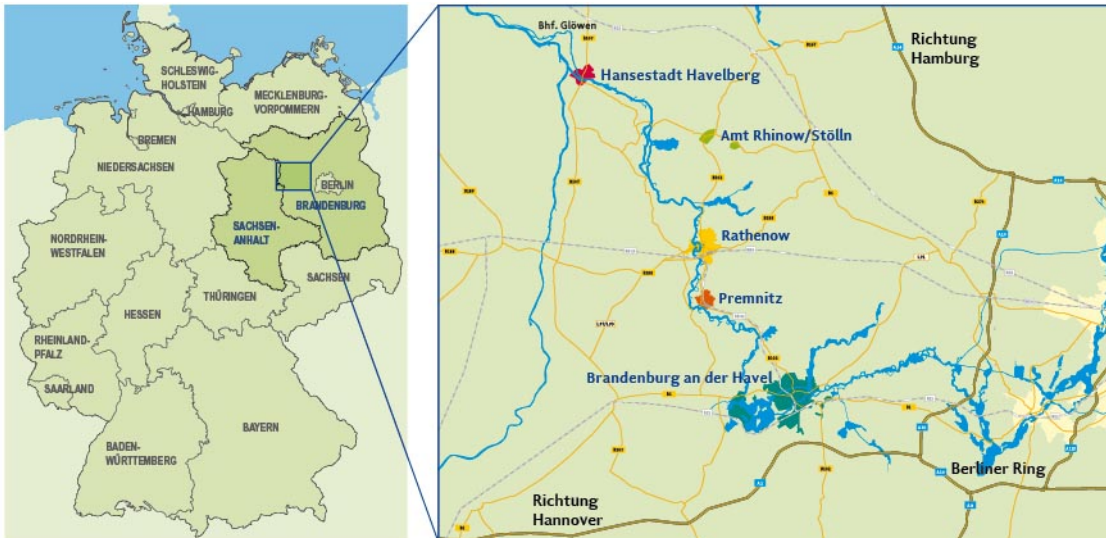 SCHLESWIG-
HOLSTEIN
MECKLENBURG-
VORPOMMERN
HAMBURG
BREMEN
NIEDERSACHSEN
BERLIN
BRANDENBURG
SACHSEN-
ANHALT
NORDRHEIN-
WESTFALEN
SACHSEN
THÜRINGEN
HESSEN
RHEINLAND-
PFALZ
SAARLAND
BAYERN
BADEN-
WÜRTTEMBERG
Bhf. Glöwen
Richtung
Hamburg
Hansestadt Havelberg
Amt Rhinow/Stölln
Rathenow
Premnitz
Brandenburg an der Havel
Berliner Ring
Richtung
Hannover